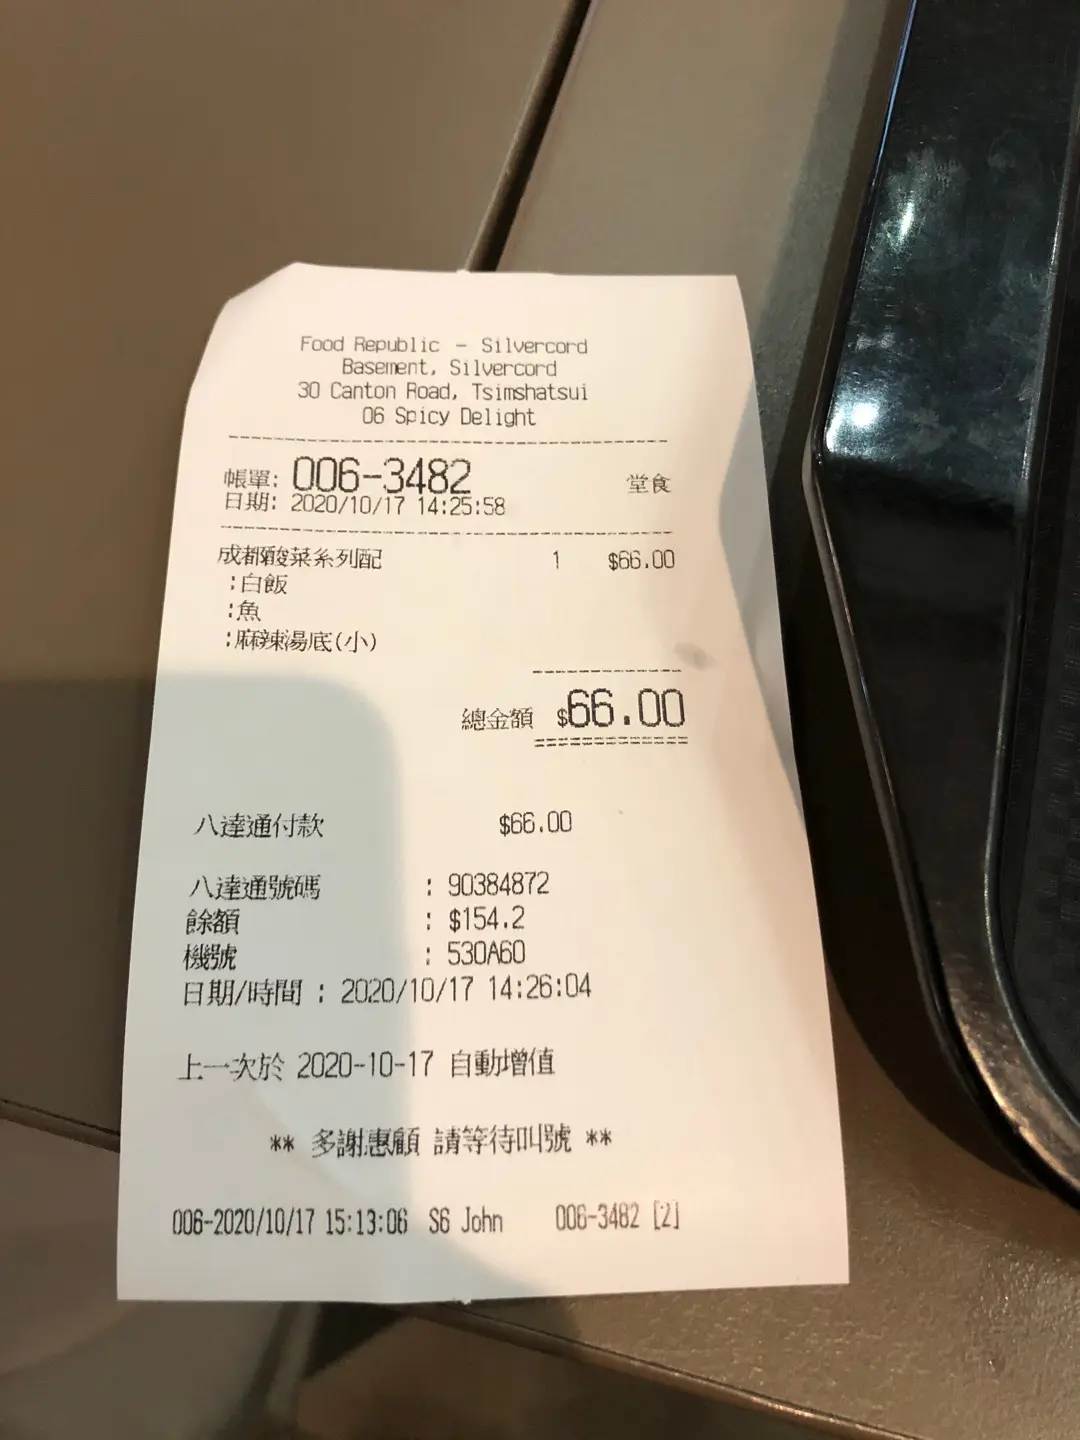 Food Republic - Silvercord
Basement, Silvercord
30 Canton Road, Tsimshatsui
06 Spicy Delight
帳單: 006-3482 堂食
日期: 2020/10/17 14:25:58
成都酸菜系列配 1 $66.00
:白飯
:魚
:麻辣湯底(小)
總金額 $66.00
八達通付款 $66.00
八達通號碼 : 90384872
餘額 : $154.2
機號 : 530A60
日期/時間 : 2020/10/17 14:26:04
上一次於 2020-10-17 自動增值
** 多謝惠顧 請等待叫號 **
006-2020/10/17 15:13:06 S6 John 006-3482 [2]